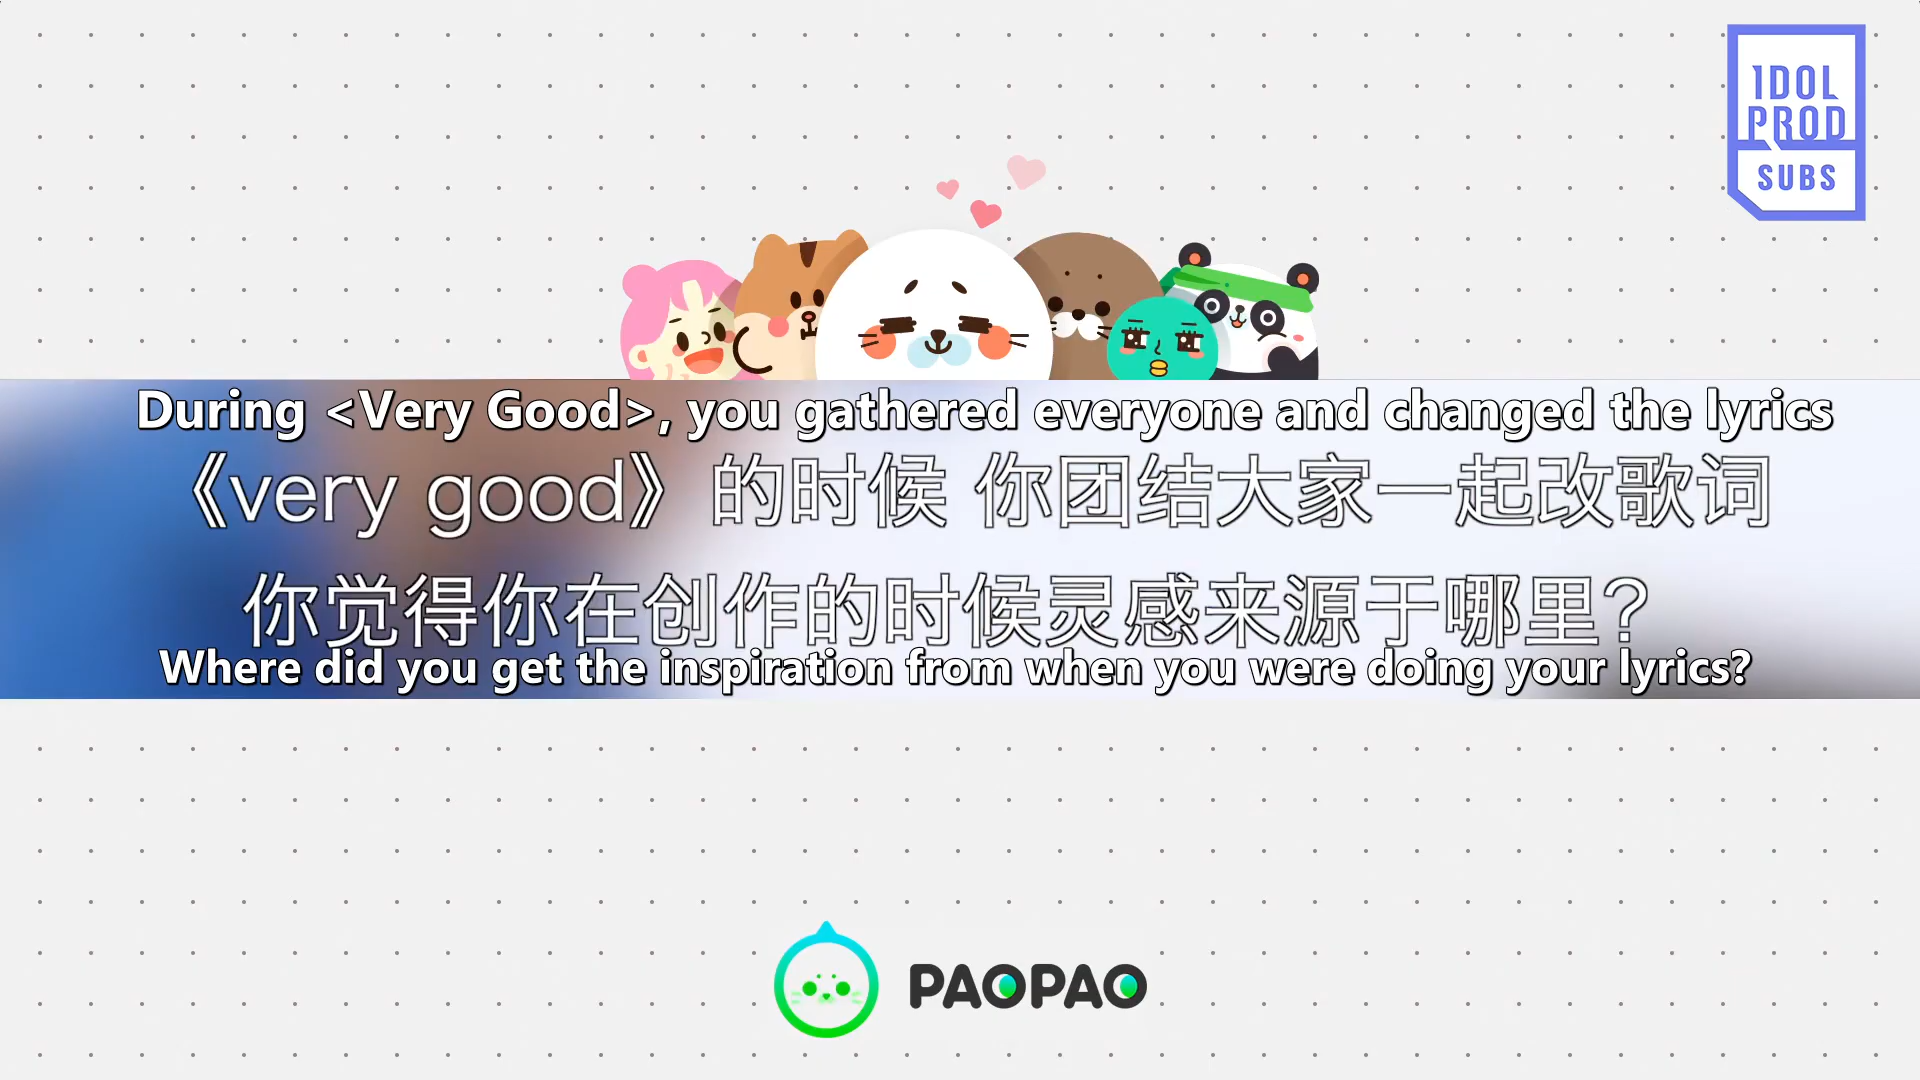 IDOL
PROD
SUBS
During <Very Good>, you gathered everyone and changed the lyrics
《very good》的时候 你团结大家一起改歌词
你觉得你在创作的时候灵感来源于哪里?
Where did you get the inspiration from when you were doing your lyrics?
PAOPAO